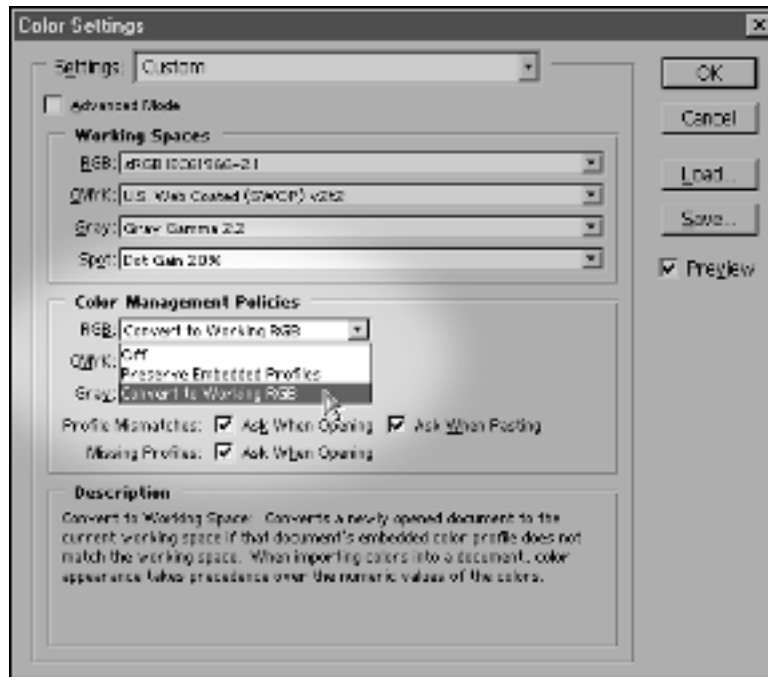 Color Settings
Settings: Custom
Advanced Mode
Working Spaces
RGB: sRGB IEC61966-2.1
CMYK: U.S. Web Coated (SWOP) v2
Gray: Gray Gamma 2.2
Spot: Dot Gain 20%
Color Management Policies
RGB: Convert to Working RGB
Off
CMYK:
Preserve Embedded Profiles
Gray: Convert to Working RGB
Profile Mismatches: Ask When Opening Ask When Pasting
Missing Profiles: Ask When Opening
Description
Convert to Working Space: Converts a newly opened document to the
current working space if that document's embedded color profile does not
match the working space. When importing colors into a document, color
appearance takes precedence over the numeric values of the colors.
OK
Cancel
Load...
Save...
Preview